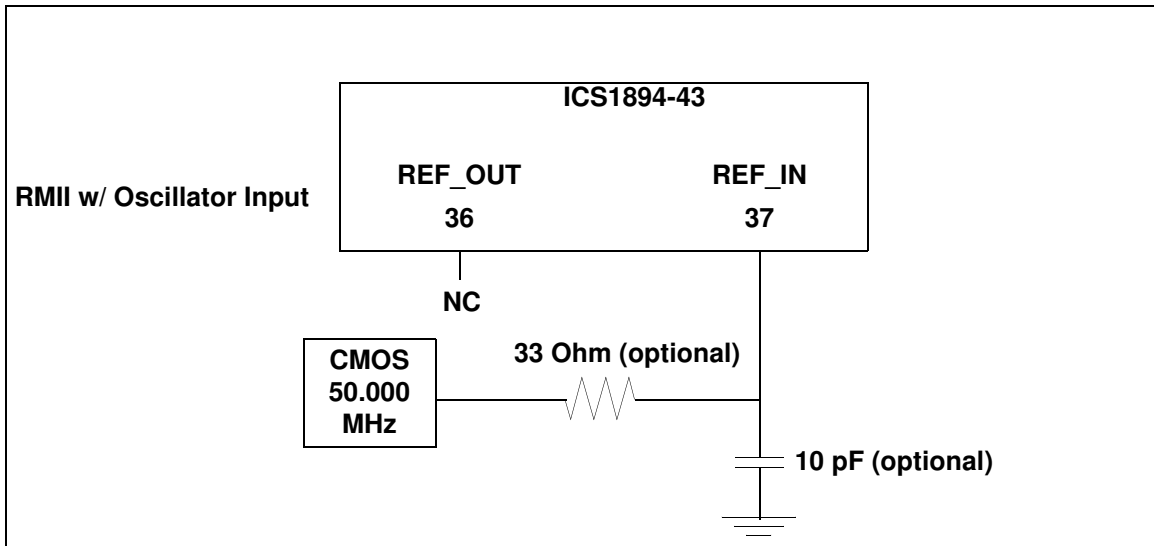 ICS1894-43
REF_OUT
REF_IN
RMII w/ Oscillator Input
36
37
NC
33 Ohm (optional)
CMOS
50.000
MHz
10 pF (optional)